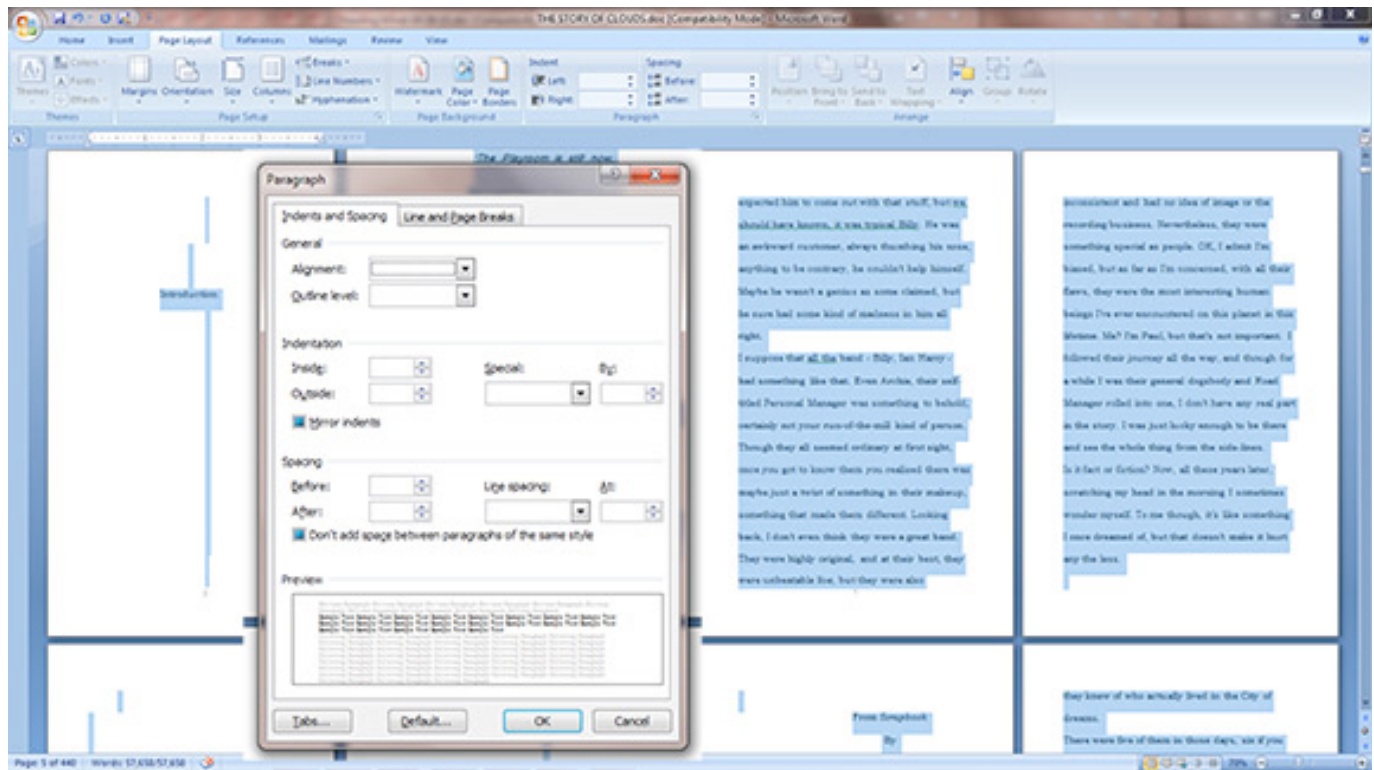 THE STORY OF CLOUDS.doc [Compatibility Mode] - Microsoft Word
Home Insert Page Layout References Mailings Review View
Colors Breaks Indent Spacing
Themes Fonts Margins Orientation Size Columns Line Numbers Watermark Page Page Left: Before: Position Bring to Send to Text Align Group Rotate
Effects Hyphenation Color Borders Right: After: Front Back Wrapping
Themes Page Setup Page Background Paragraph Arrange
The Playroom is still now,
Introduction:
Paragraph
Indents and Spacing Line and Page Breaks
General
Alignment:
Outline level:
Indentation
Inside: Special: By:
Outside:
Mirror indents
Spacing
Before: Line spacing: At:
After:
Don't add space between paragraphs of the same style
Preview
Tabs... Default... OK Cancel
expected him to come out with that stuff, but we
should have known, it was typical Billy. He was
an awkward customer, always thumbing his nose,
anything to be contrary, he couldn't help himself.
Maybe he wasn't a genius as some claimed, but
he sure had some kind of madness in him all
right.
I suppose that all the band - Billy, Ian Harry -
had something like that. Even Archie, their self-
titled Personal Manager was something to behold,
certainly not your run-of-the-mill kind of person.
Though they all seemed ordinary at first sight,
once you got to know them you realised there was
maybe just a twist of something in their makeup,
something that made them different. Looking
back, I don't even think they were a great band.
They were highly original, and at their best, they
were unbeatable live, but they were also
inconsistent and had no idea of image or the
recording business. Nevertheless, they were
something special as people. OK, I admit I'm
biased, but as far as I'm concerned, with all their
flaws, they were the most interesting human
beings I've ever encountered on this planet in this
lifetime. Me? I'm Paul, but that's not important. I
followed their journey all the way, and though for
a while I was their general dogsbody and Road
Manager rolled into one, I don't have any real part
in the story. I was just lucky enough to be there
and see the whole thing from the side-lines.
Is it fact or fiction? Now, all these years later,
scratching my head in the morning I sometimes
wonder myself. To me though, it's like something
I once dreamed of, but that doesn't make it hurt
any the less.
From Scrapbook
By
they knew of who actually lived in the City of
dreams.
There were five of them in those days, six if you
Page: 5 of 440 Words: 57,658/57,658 70%